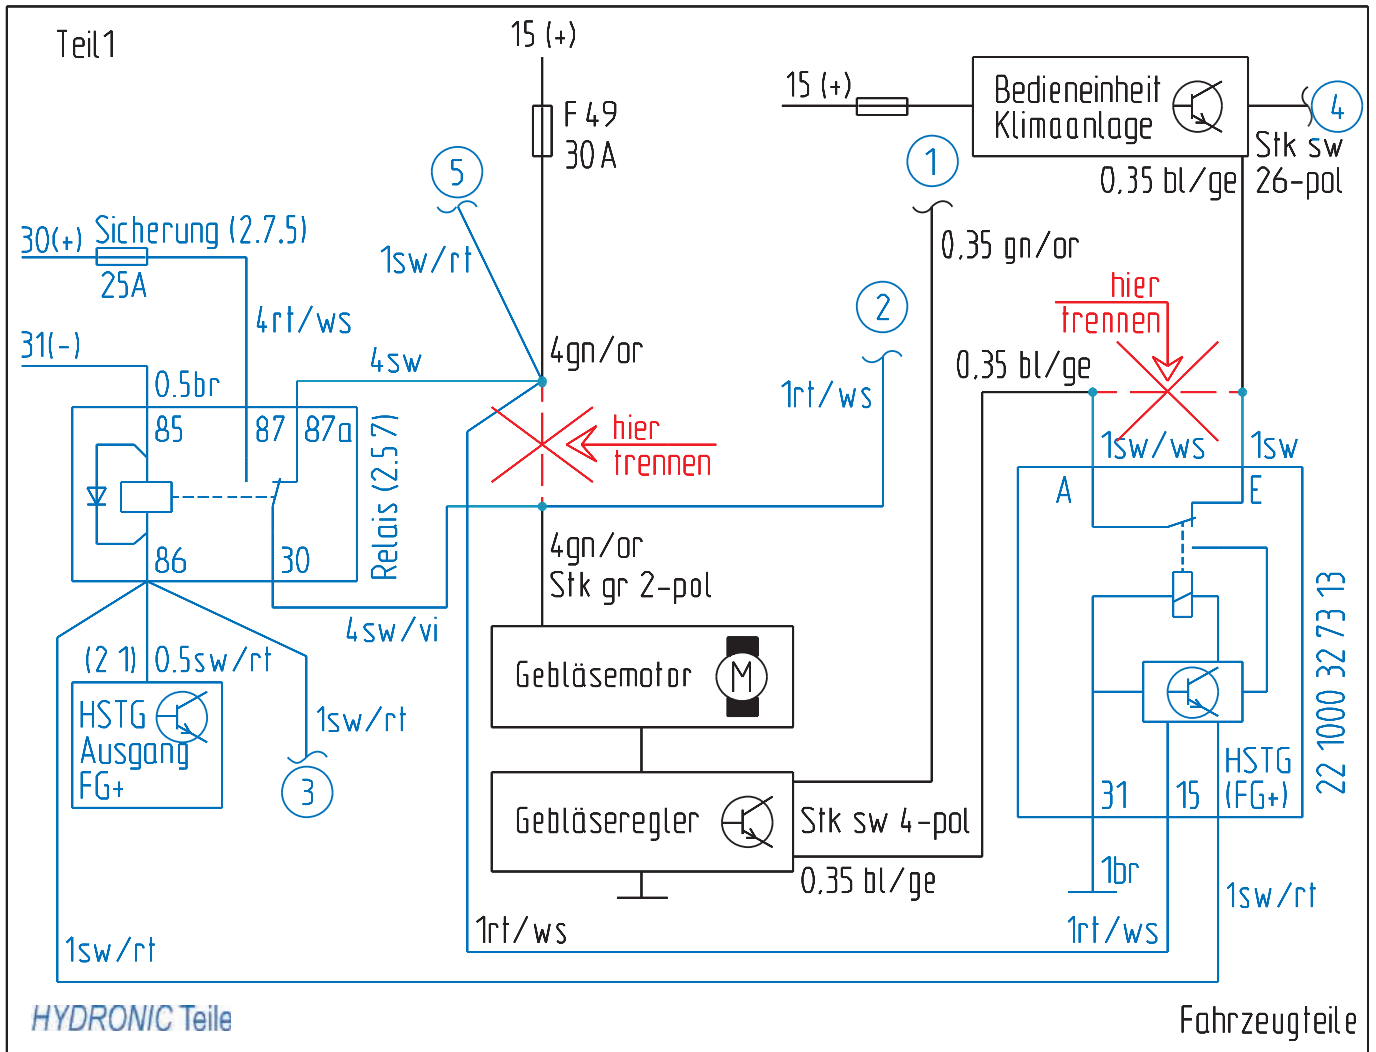 Teil1
15 (+)
F 49
30A
15 (+)
Bedieneinheit
Klimaanlage
4
Stk sw
26-pol
0,35 bl/ge
1
5
2
Sicherung (2.7.5)
30(+)
25A
1sw/rt
0,35 gn/or
hier
trennen
4rt/ws
31(-)
4sw
4gn/or
0,35 bl/ge
0.5br
1rt/ws
85
87
87a
hier
trennen
1sw/ws
1sw
A
E
Relais (2.5 7)
86
30
4gn/or
Stk gr 2-pol
4sw/vi
(2 1)
0.5sw/rt
Gebläsemotor
M
HSTG
Ausgang
FG+
1sw/rt
3
22 1000 32 73 13
HSTG
(FG+)
31
15
Gebläseregler
Stk sw 4-pol
0,35 bl/ge
1br
1sw/rt
1sw/rt
1rt/ws
1rt/ws
HYDRONIC Teile
Fahrzeugteile